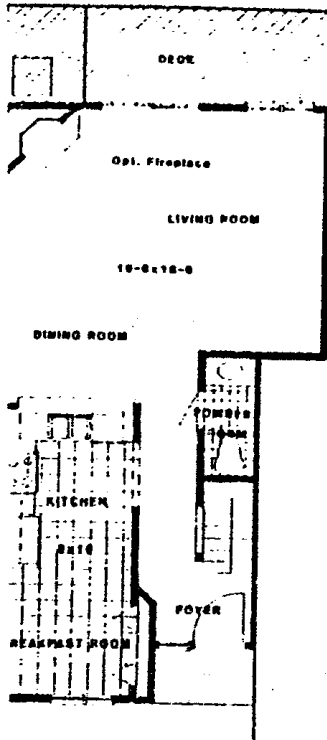 DECK
Opt. Fireplace
LIVING ROOM
DINING ROOM
POWDER
ROOM
KITCHEN
FOYER
BREAKFAST ROOM